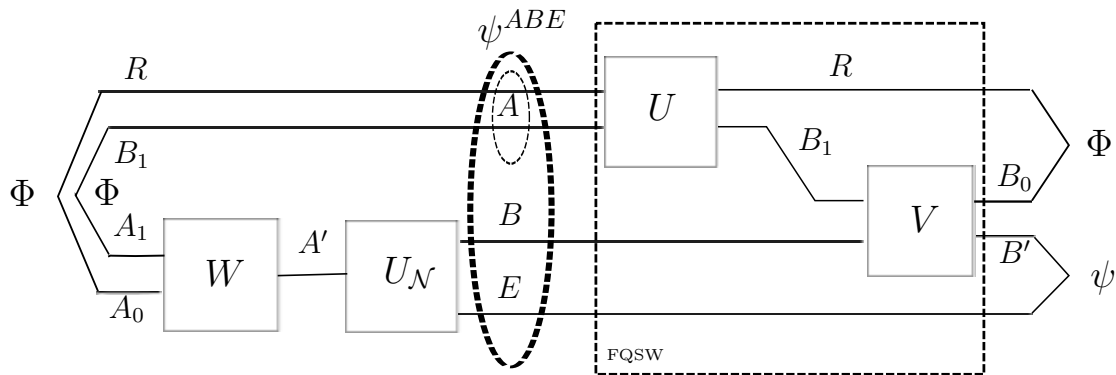 ψ^{ABE}
R
A
U
R
B_1
B_1
Φ
B_0
Φ
Φ
A_1
A'
B
V
W
U_𝒩
B'
E
ψ
A_0
FQSW